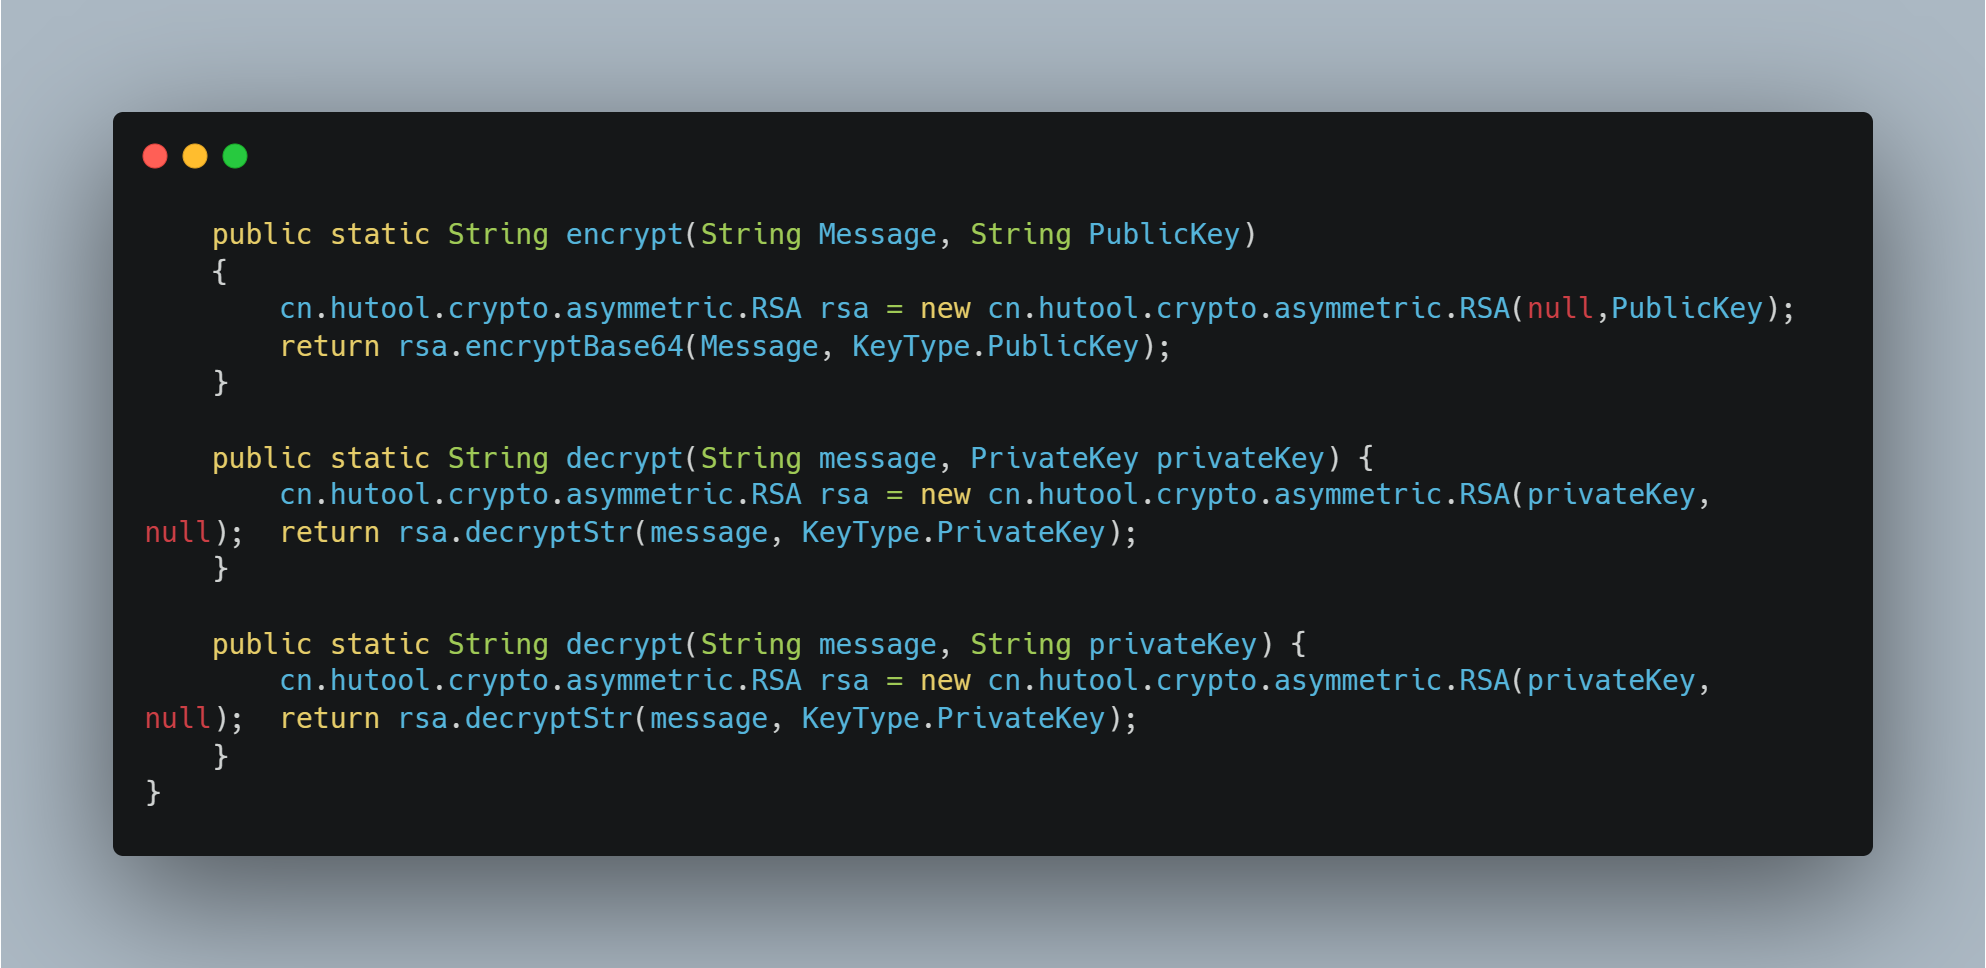 public static String encrypt(String Message, String PublicKey)
    {
        cn.hutool.crypto.asymmetric.RSA rsa = new cn.hutool.crypto.asymmetric.RSA(null,PublicKey);
        return rsa.encryptBase64(Message, KeyType.PublicKey);
    }

    public static String decrypt(String message, PrivateKey privateKey) {
        cn.hutool.crypto.asymmetric.RSA rsa = new cn.hutool.crypto.asymmetric.RSA(privateKey,
null);  return rsa.decryptStr(message, KeyType.PrivateKey);
    }

    public static String decrypt(String message, String privateKey) {
        cn.hutool.crypto.asymmetric.RSA rsa = new cn.hutool.crypto.asymmetric.RSA(privateKey,
null);  return rsa.decryptStr(message, KeyType.PrivateKey);
    }
}